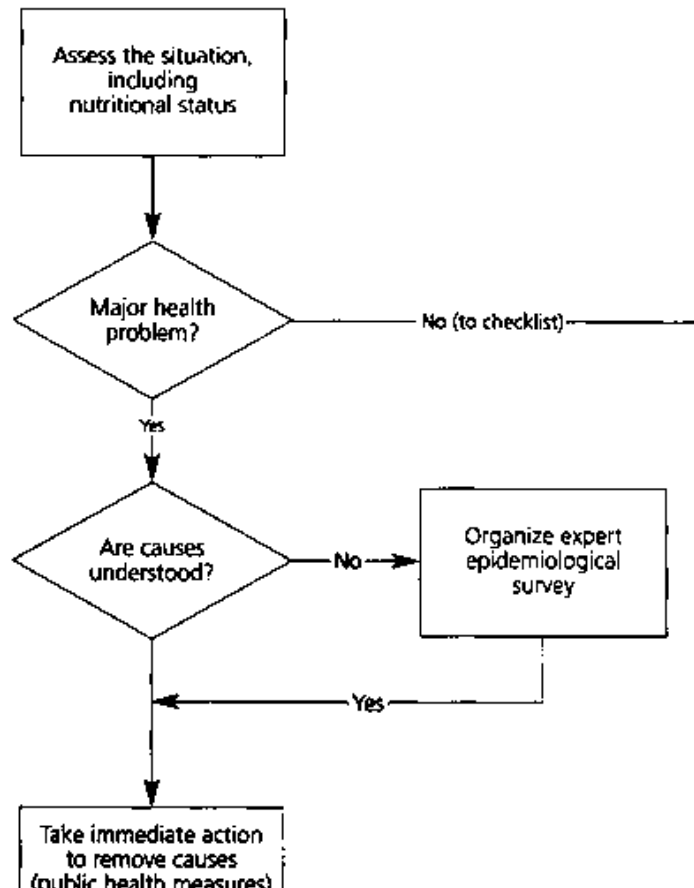 Assess the situation,
including
nutritional status
Major health
problem?
No (to checklist)
Yes
Are causes
understood?
No
Organize expert
epidemiological
survey
Yes
Take immediate action
to remove causes
(public health measures)